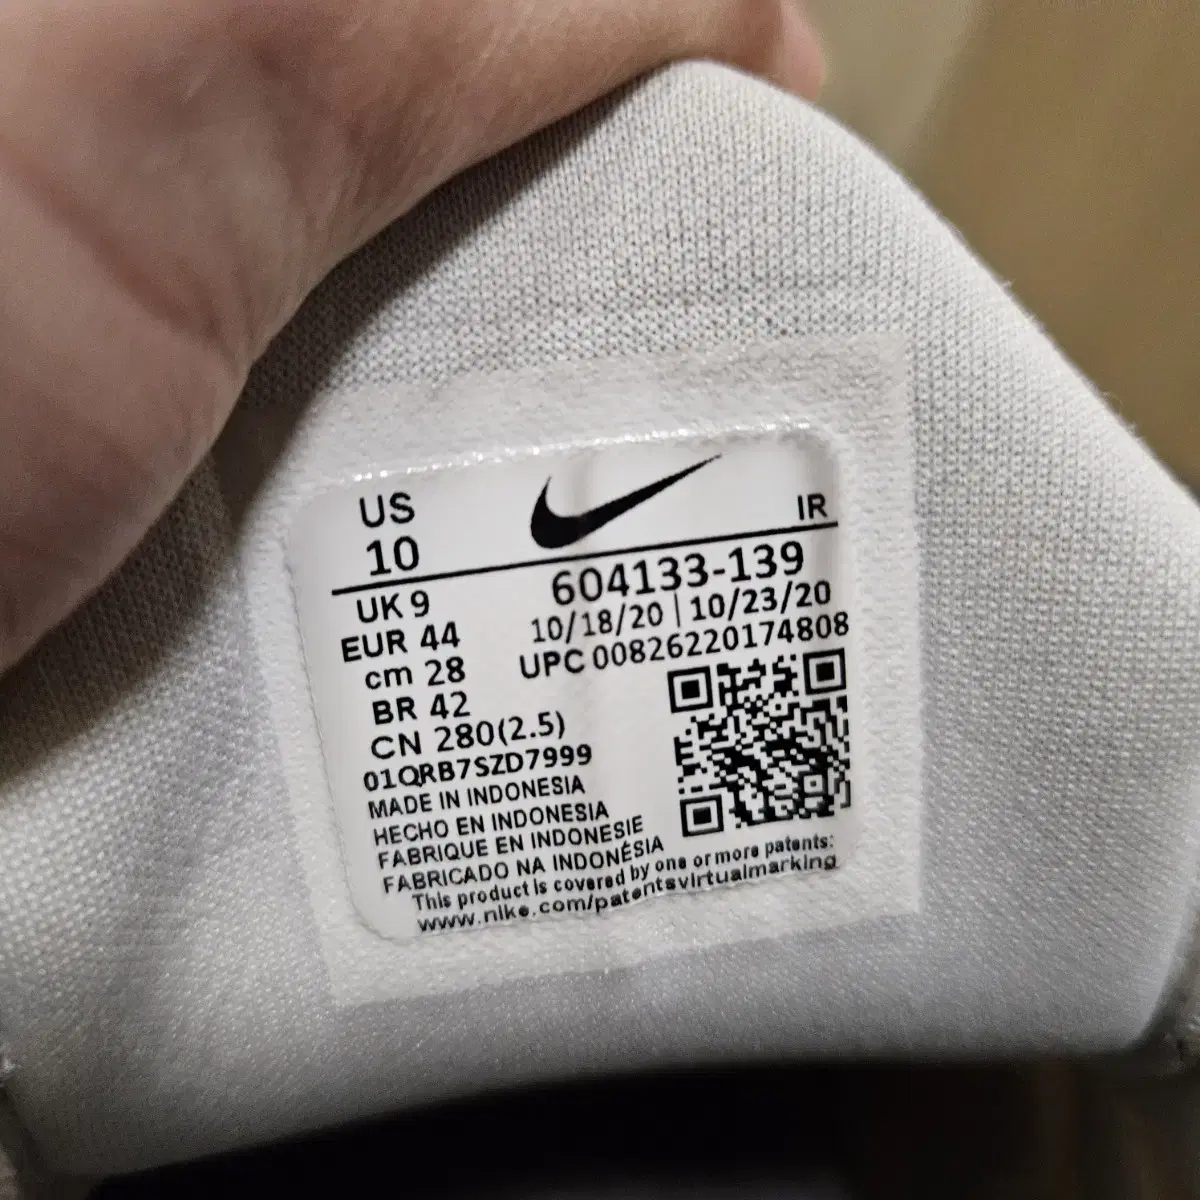 US
10
IR
UK 9
EUR 44
cm 28
BR 42
CN 280(2.5)
604133-139
10/18/20 | 10/23/20
UPC 00826220174808
01QRB7SZD7999
MADE IN INDONESIA
HECHO EN INDONESIA
FABRIQUE EN INDONESIE
FABRICADO NA INDONÉSIA
This product is covered by one or more patents:
www.nike.com/patentsvirtualmarking